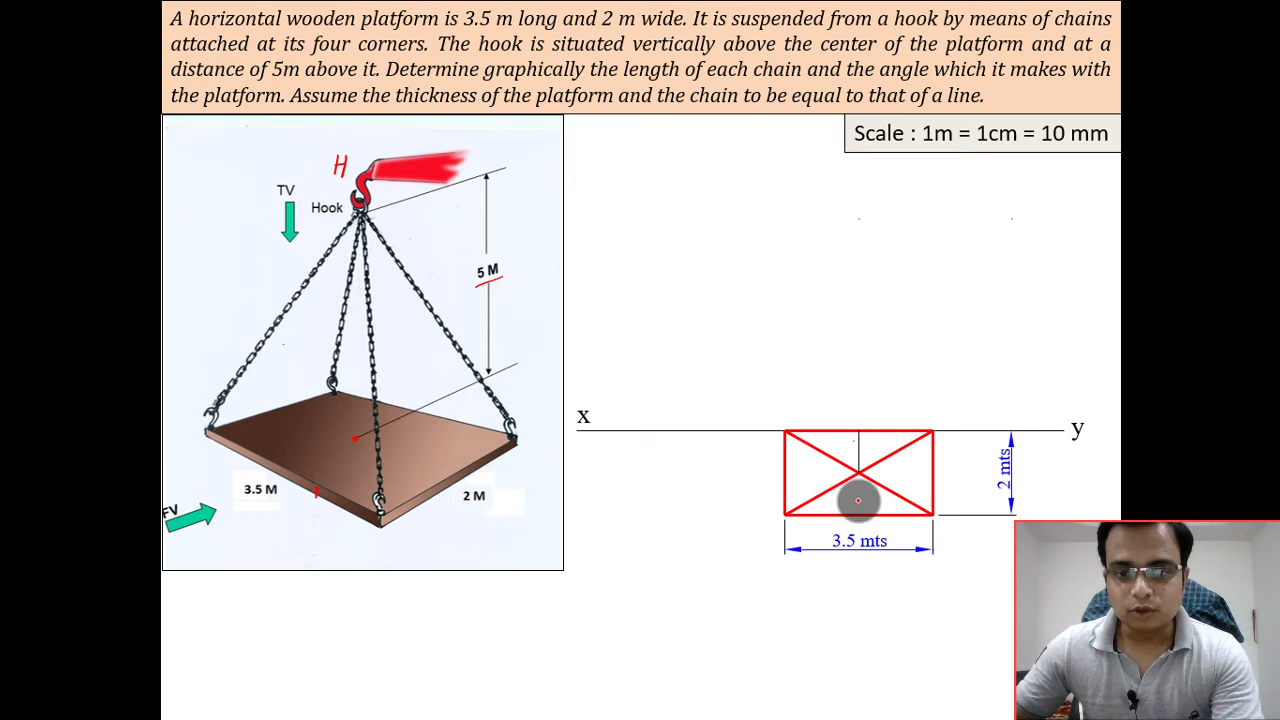 A horizontal wooden platform is 3.5 m long and 2 m wide. It is suspended from a hook by means of chains
attached at its four corners. The hook is situated vertically above the center of the platform and at a
distance of 5m above it. Determine graphically the length of each chain and the angle which it makes with
the platform. Assume the thickness of the platform and the chain to be equal to that of a line.
Scale : 1m = 1cm = 10 mm
H
TV
Hook
5 M
3.5 M
2 M
FV
x
y
2 mts
3.5 mts